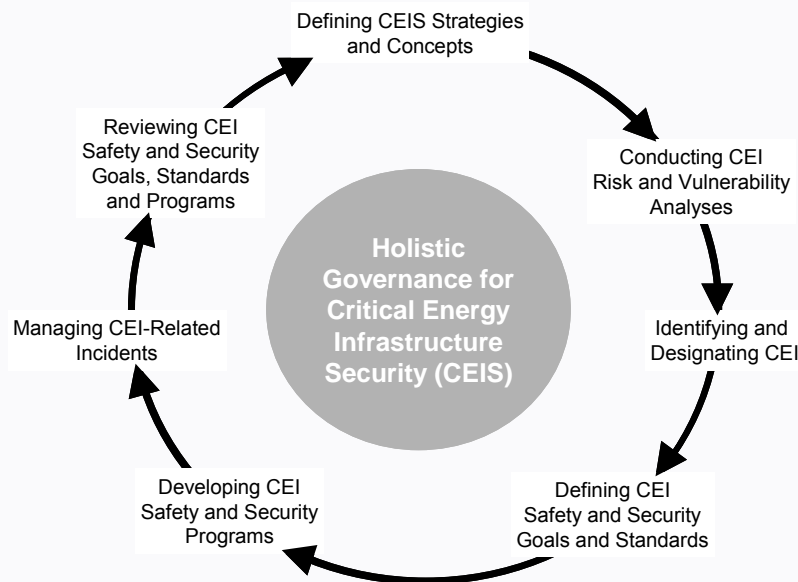 Defining CEIS Strategies
and Concepts
Conducting CEI
Risk and Vulnerability
Analyses
Identifying and
Designating CEI
Defining CEI
Safety and Security
Goals and Standards
Developing CEI
Safety and Security
Programs
Managing CEI-Related
Incidents
Reviewing CEI
Safety and Security
Goals, Standards
and Programs
Holistic
Governance for
Critical Energy
Infrastructure
Security (CEIS)